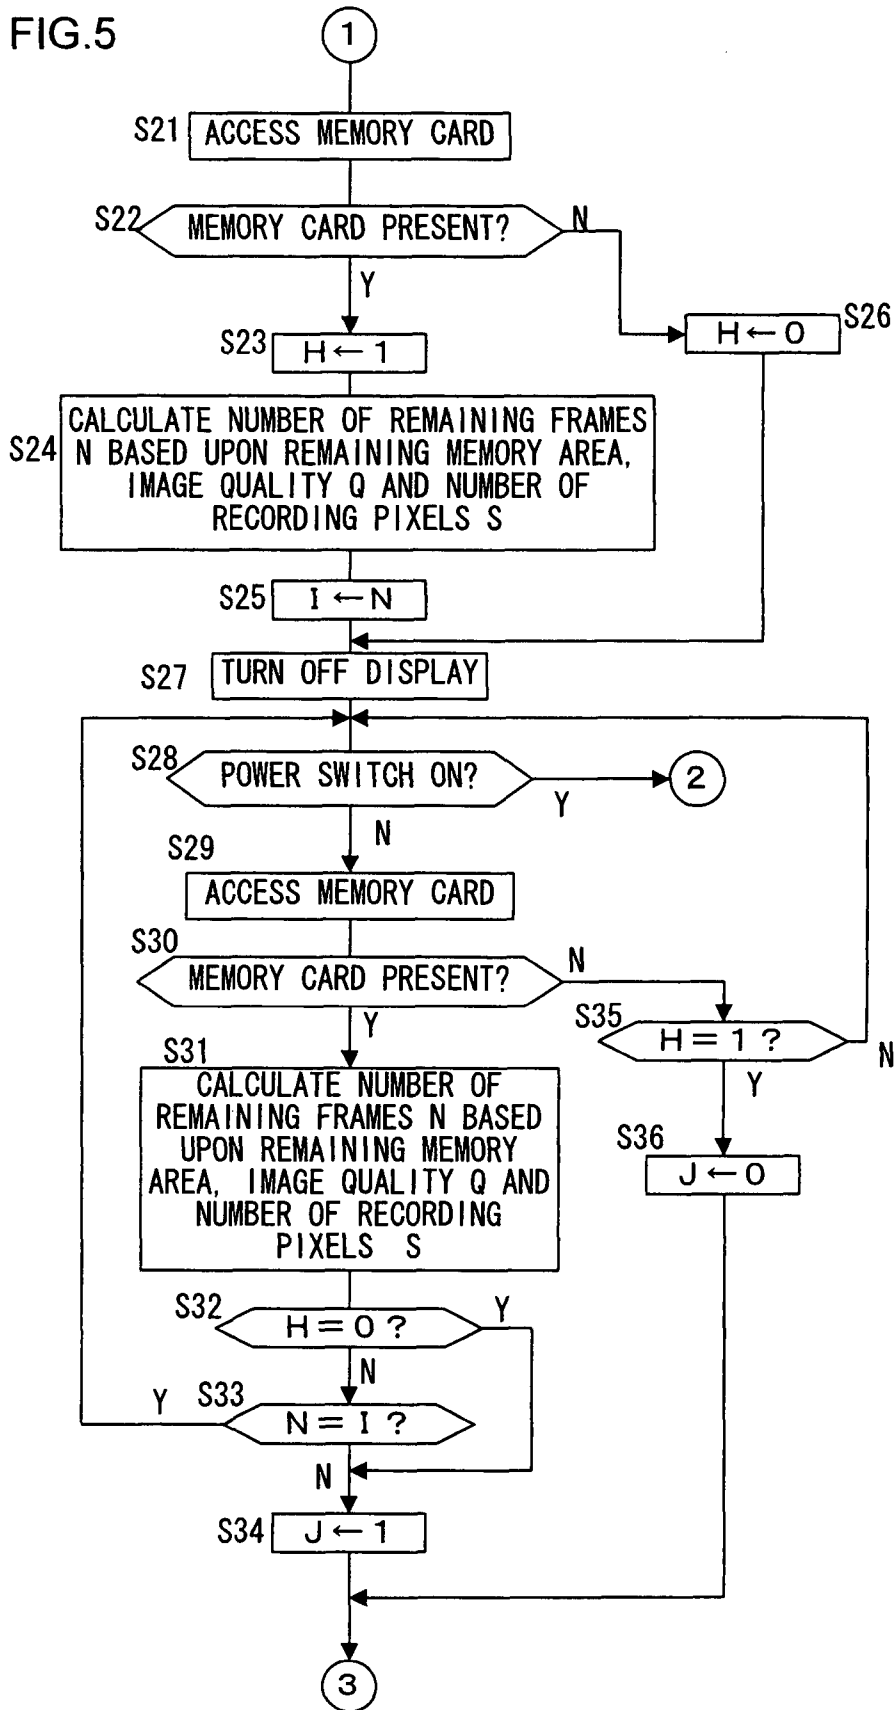 FIG.5
1
S21
ACCESS MEMORY CARD
S22
MEMORY CARD PRESENT?
N
Y
S23
H←1
S26
H←0
S24
CALCULATE NUMBER OF REMAINING FRAMES
N BASED UPON REMAINING MEMORY AREA,
IMAGE QUALITY Q AND NUMBER OF
RECORDING PIXELS S
S25
I←N
S27
TURN OFF DISPLAY
S28
POWER SWITCH ON?
Y
2
N
S29
ACCESS MEMORY CARD
S30
MEMORY CARD PRESENT?
N
Y
S35
H=1?
N
Y
S31
CALCULATE NUMBER OF
REMAINING FRAMES N BASED
UPON REMAINING MEMORY
AREA, IMAGE QUALITY Q AND
NUMBER OF RECORDING
PIXELS S
S36
J←0
S32
H=0?
Y
N
S33
Y
N=I?
N
S34
J←1
3